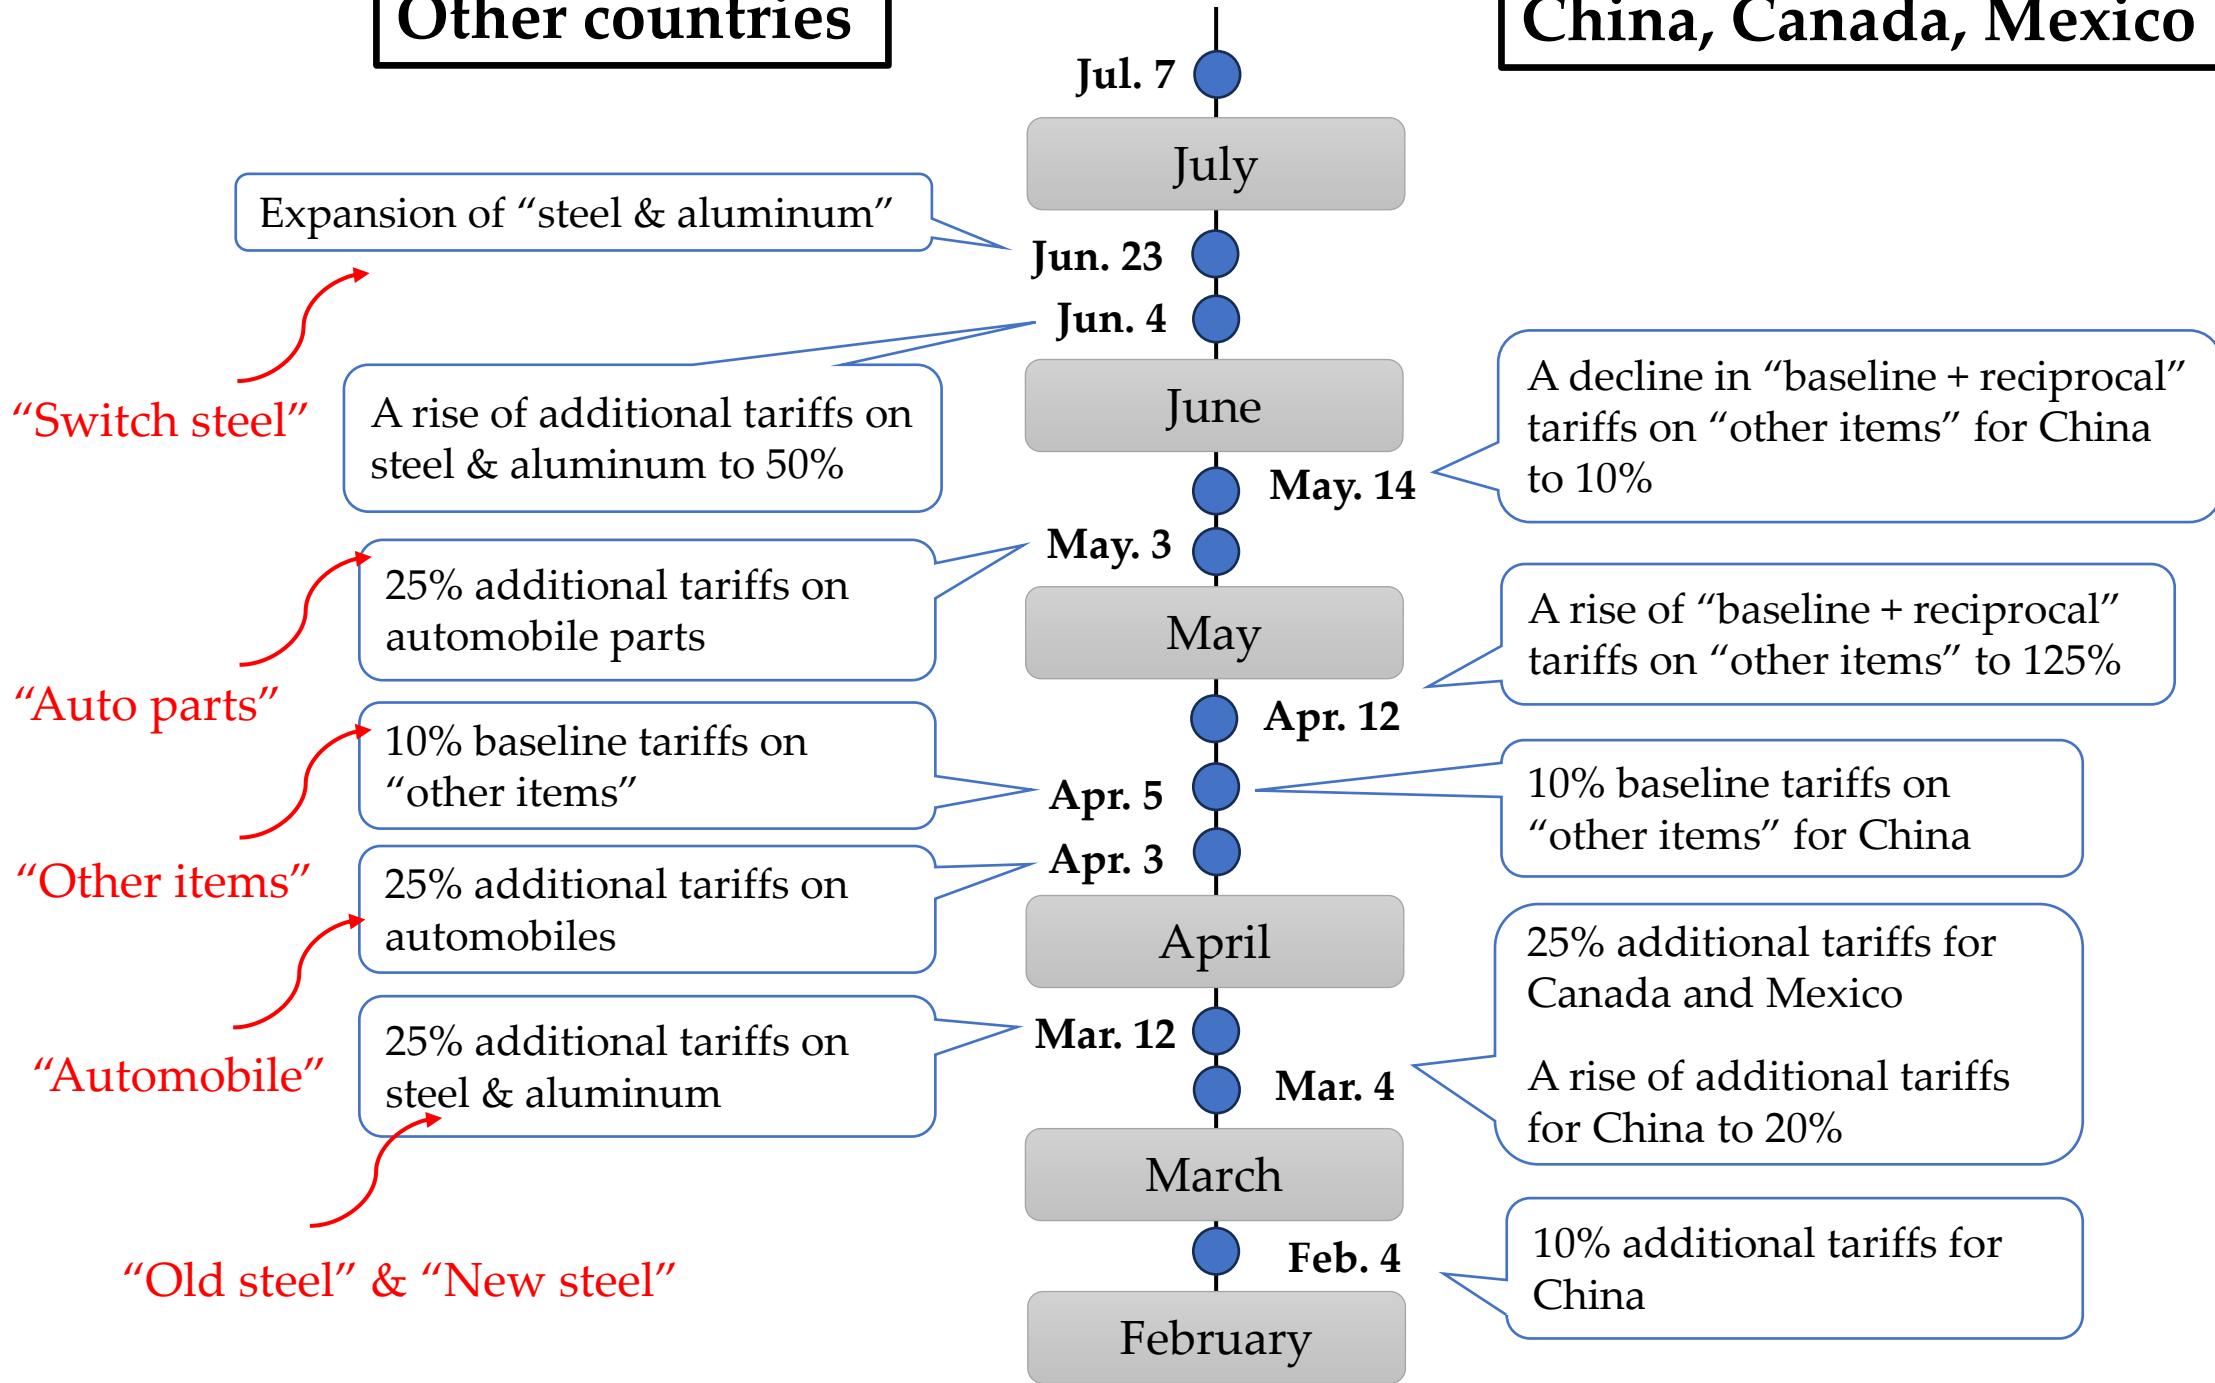 Other countries
China, Canada, Mexico
Jul. 7
July
Expansion of “steel & aluminum”
Jun. 23
Jun. 4
“Switch steel”
A rise of additional tariffs on
steel & aluminum to 50%
June
A decline in “baseline + reciprocal”
tariffs on “other items” for China
to 10%
May. 14
May. 3
25% additional tariffs on
automobile parts
“Auto parts”
May
A rise of “baseline + reciprocal”
tariffs on “other items” to 125%
Apr. 12
10% baseline tariffs on
“other items”
Apr. 5
10% baseline tariffs on
“other items” for China
“Other items”
Apr. 3
25% additional tariffs on
automobiles
April
25% additional tariffs for
Canada and Mexico
A rise of additional tariffs
for China to 20%
“Automobile”
25% additional tariffs on
steel & aluminum
Mar. 12
Mar. 4
March
“Old steel” & “New steel”
Feb. 4
10% additional tariffs for
China
February